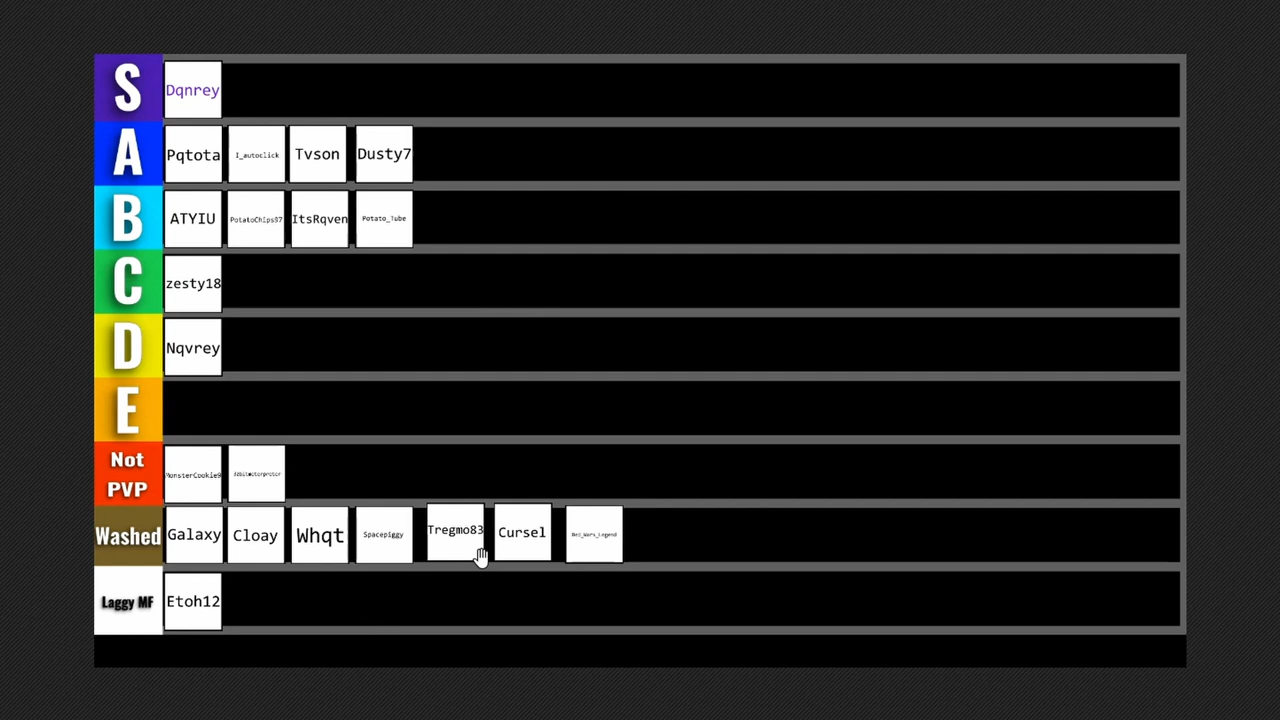 S
Dqnrey
A
Pqtota I_autoclick Tvson Dusty7
B
ATYIU PotatoChips87 ItsRqven Potato_Tube
C
zesty18
D
Nqvrey
E
Not
PVP
MonsterCookie9
Washed
Galaxy Cloay Whqt Spacepiggy Tregmo83 Cursel Bed_Wars_Legend
Laggy MF
Etoh12